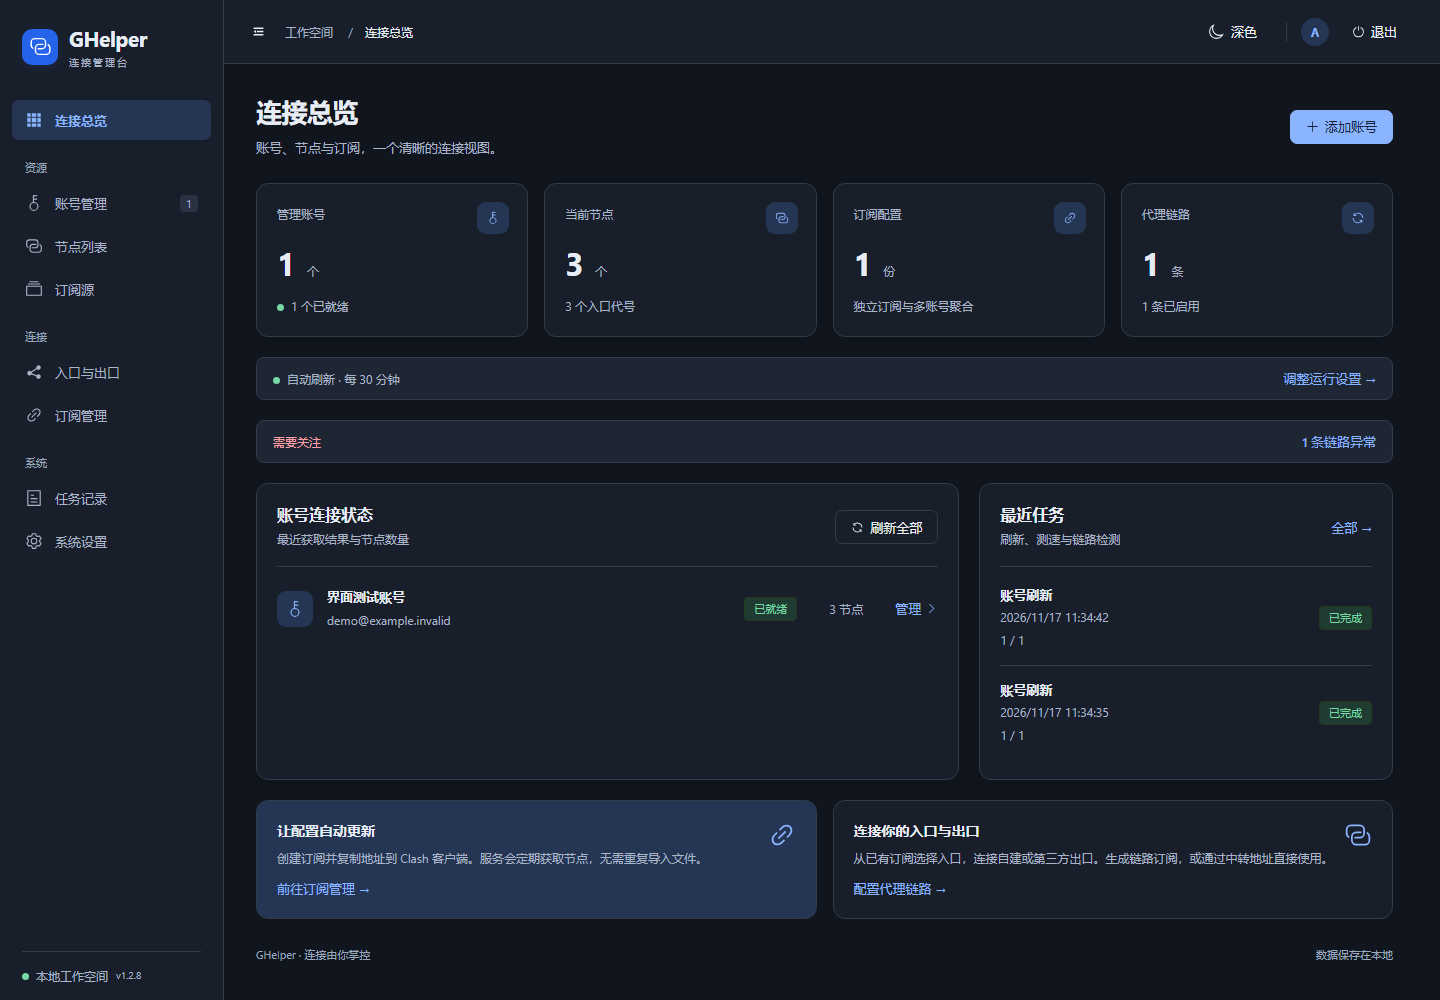 GHelper
连接管理台
连接总览
资源
账号管理 1
节点列表
订阅源
连接
入口与出口
订阅管理
系统
任务记录
系统设置
本地工作空间 v1.2.8
工作空间 / 连接总览
深色 A 退出
连接总览
账号、节点与订阅，一个清晰的连接视图。
+ 添加账号
管理账号
1 个
1 个已就绪
当前节点
3 个
3 个入口代号
订阅配置
1 份
独立订阅与多账号聚合
代理链路
1 条
1 条已启用
自动刷新 · 每 30 分钟 调整运行设置 →
需要关注 1 条链路异常
账号连接状态
最近获取结果与节点数量
刷新全部
界面测试账号
demo@example.invalid
已就绪 3 节点 管理 >
最近任务
刷新、测速与链路检测
全部 →
账号刷新
2026/11/17 11:34:42
1 / 1
已完成
账号刷新
2026/11/17 11:34:35
1 / 1
已完成
让配置自动更新
创建订阅并复制地址到 Clash 客户端。服务会定期获取节点，无需重复导入文件。
前往订阅管理 →
连接你的入口与出口
从已有订阅选择入口，连接自建或第三方出口。生成链路订阅，或通过中转地址直接使用。
配置代理链路 →
GHelper · 连接由你掌控
数据保存在本地